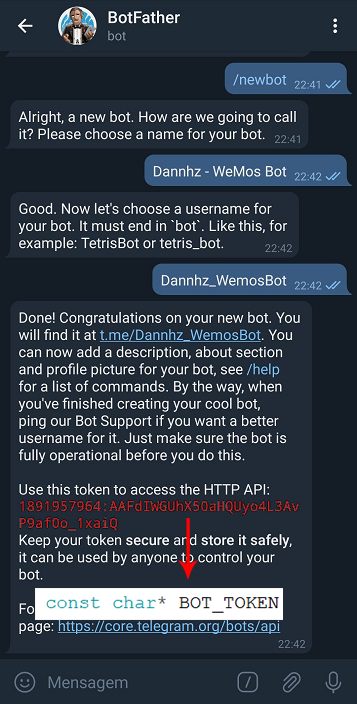 BotFather
bot
/newbot 22:41
Alright, a new bot. How are we going to call
it? Please choose a name for your bot. 22:41
Dannhz - WeMos Bot 22:42
Good. Now let's choose a username for
your bot. It must end in `bot`. Like this, for
example: TetrisBot or tetris_bot. 22:42
Dannhz_WemosBot 22:42
Done! Congratulations on your new bot. You
will find it at t.me/Dannhz_WemosBot. You
can now add a description, about section
and profile picture for your bot, see /help
for a list of commands. By the way, when
you've finished creating your cool bot,
ping our Bot Support if you want a better
username for it. Just make sure the bot is
fully operational before you do this.
Use this token to access the HTTP API:
1891957964:AAFdIWGUhX5OaHQUyo4L3Av
P9afOo_1xaiQ
Keep your token secure and store it safely,
it can be used by anyone to control your
bot.
Fo
const char* BOT_TOKEN
page: https://core.telegram.org/bots/api
22:42
Mensagem